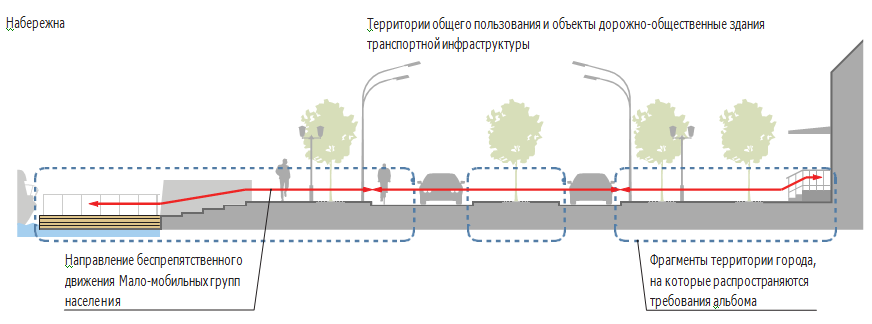 Набережна
Территории общего пользования и объекты дорожно-общественные здания
транспортной инфраструктуры
Направление беспрепятственного
движения Мало-мобильных групп
населения
Фрагменты территории города,
на которые распространяются
требования альбома